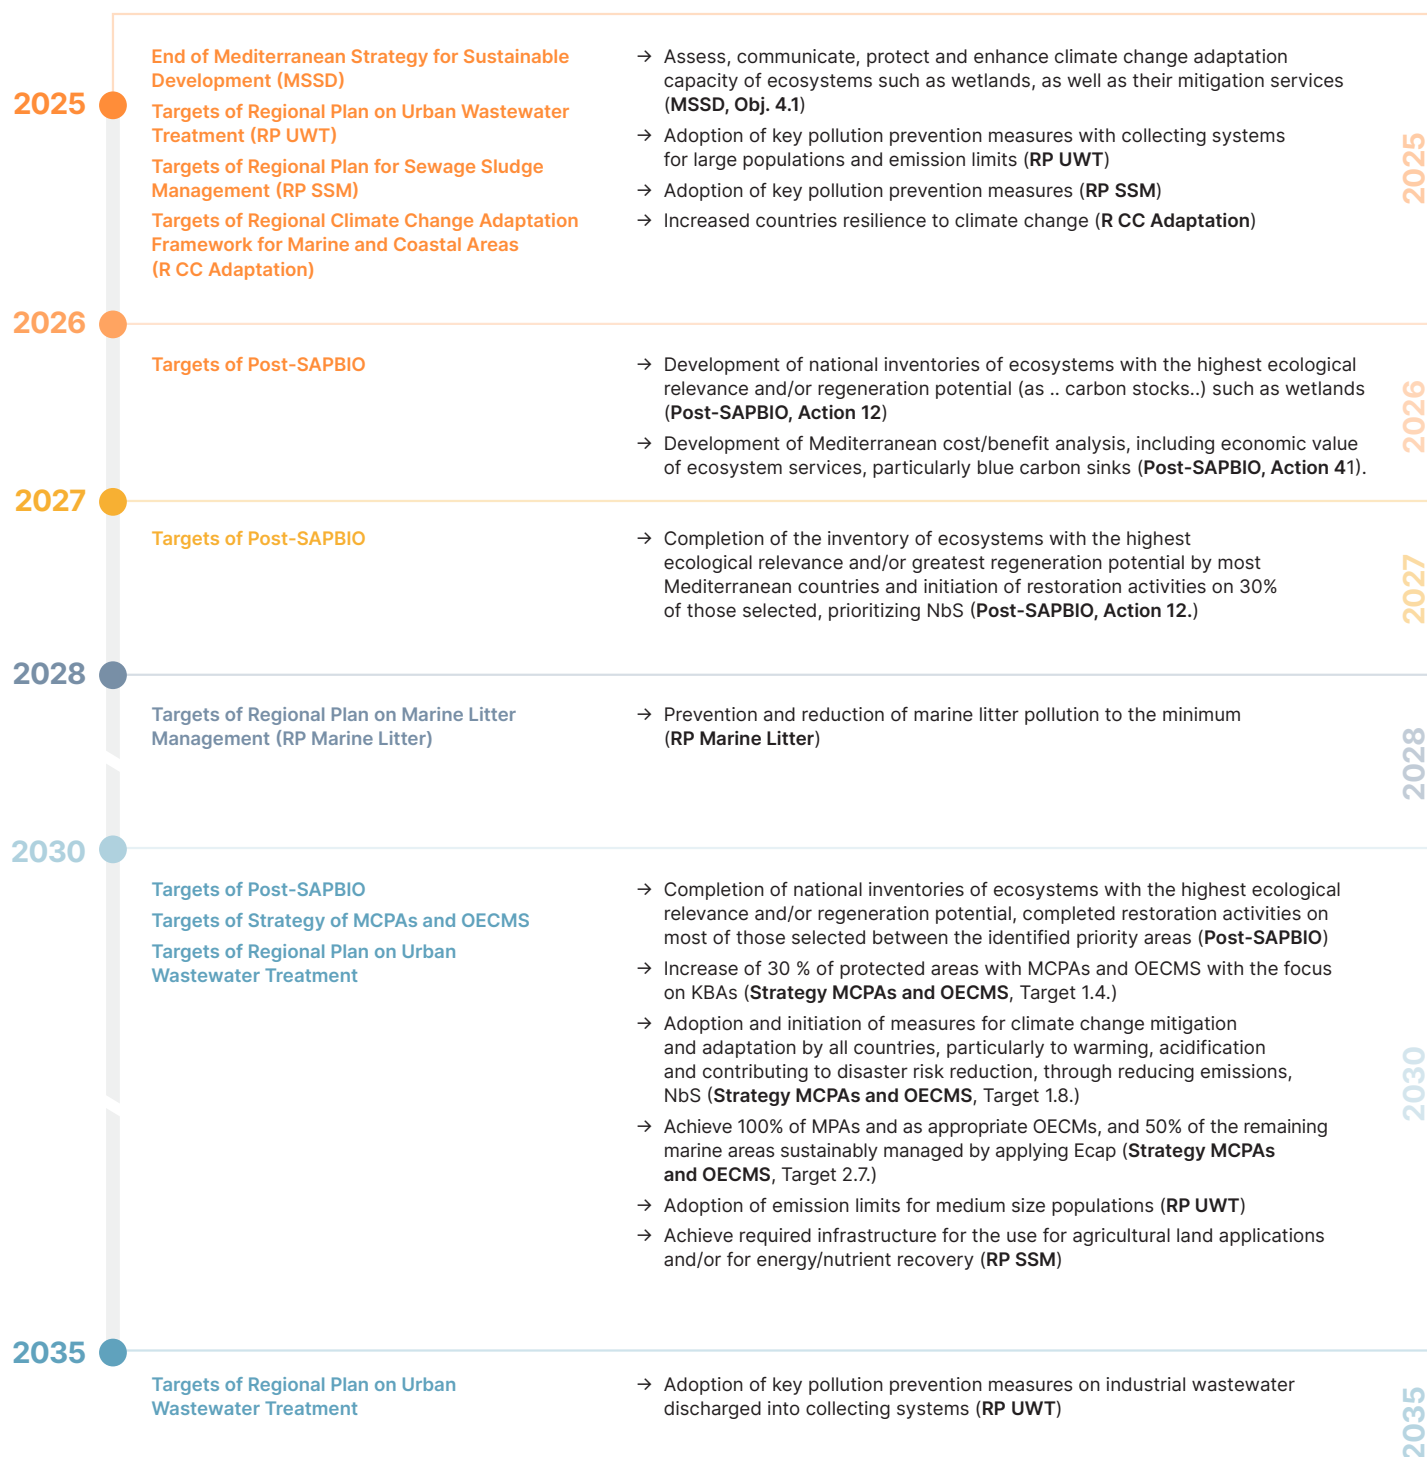 2025
End of Mediterranean Strategy for Sustainable
Development (MSSD)
Targets of Regional Plan on Urban Wastewater
Treatment (RP UWT)
Targets of Regional Plan for Sewage Sludge
Management (RP SSM)
Targets of Regional Climate Change Adaptation
Framework for Marine and Coastal Areas
(R CC Adaptation)
→ Assess, communicate, protect and enhance climate change adaptation
capacity of ecosystems such as wetlands, as well as their mitigation services
(MSSD, Obj. 4.1)
→ Adoption of key pollution prevention measures with collecting systems
for large populations and emission limits (RP UWT)
→ Adoption of key pollution prevention measures (RP SSM)
→ Increased countries resilience to climate change (R CC Adaptation)
2025
2026
Targets of Post-SAPBIO
→ Development of national inventories of ecosystems with the highest ecological
relevance and/or regeneration potential (as .. carbon stocks..) such as wetlands
(Post-SAPBIO, Action 12)
→ Development of Mediterranean cost/benefit analysis, including economic value
of ecosystem services, particularly blue carbon sinks (Post-SAPBIO, Action 41).
2026
2027
Targets of Post-SAPBIO
→ Completion of the inventory of ecosystems with the highest
ecological relevance and/or greatest regeneration potential by most
Mediterranean countries and initiation of restoration activities on 30%
of those selected, prioritizing NbS (Post-SAPBIO, Action 12.)
2027
2028
Targets of Regional Plan on Marine Litter
Management (RP Marine Litter)
→ Prevention and reduction of marine litter pollution to the minimum
(RP Marine Litter)
2028
2030
Targets of Post-SAPBIO
Targets of Strategy of MCPAs and OECMS
Targets of Regional Plan on Urban
Wastewater Treatment
→ Completion of national inventories of ecosystems with the highest ecological
relevance and/or regeneration potential, completed restoration activities on
most of those selected between the identified priority areas (Post-SAPBIO)
→ Increase of 30 % of protected areas with MCPAs and OECMS with the focus
on KBAs (Strategy MCPAs and OECMS, Target 1.4.)
→ Adoption and initiation of measures for climate change mitigation
and adaptation by all countries, particularly to warming, acidification
and contributing to disaster risk reduction, through reducing emissions,
NbS (Strategy MCPAs and OECMS, Target 1.8.)
→ Achieve 100% of MPAs and as appropriate OECMs, and 50% of the remaining
marine areas sustainably managed by applying Ecap (Strategy MCPAs
and OECMS, Target 2.7.)
→ Adoption of emission limits for medium size populations (RP UWT)
→ Achieve required infrastructure for the use for agricultural land applications
and/or for energy/nutrient recovery (RP SSM)
2030
2035
Targets of Regional Plan on Urban
Wastewater Treatment
→ Adoption of key pollution prevention measures on industrial wastewater
discharged into collecting systems (RP UWT)
2035